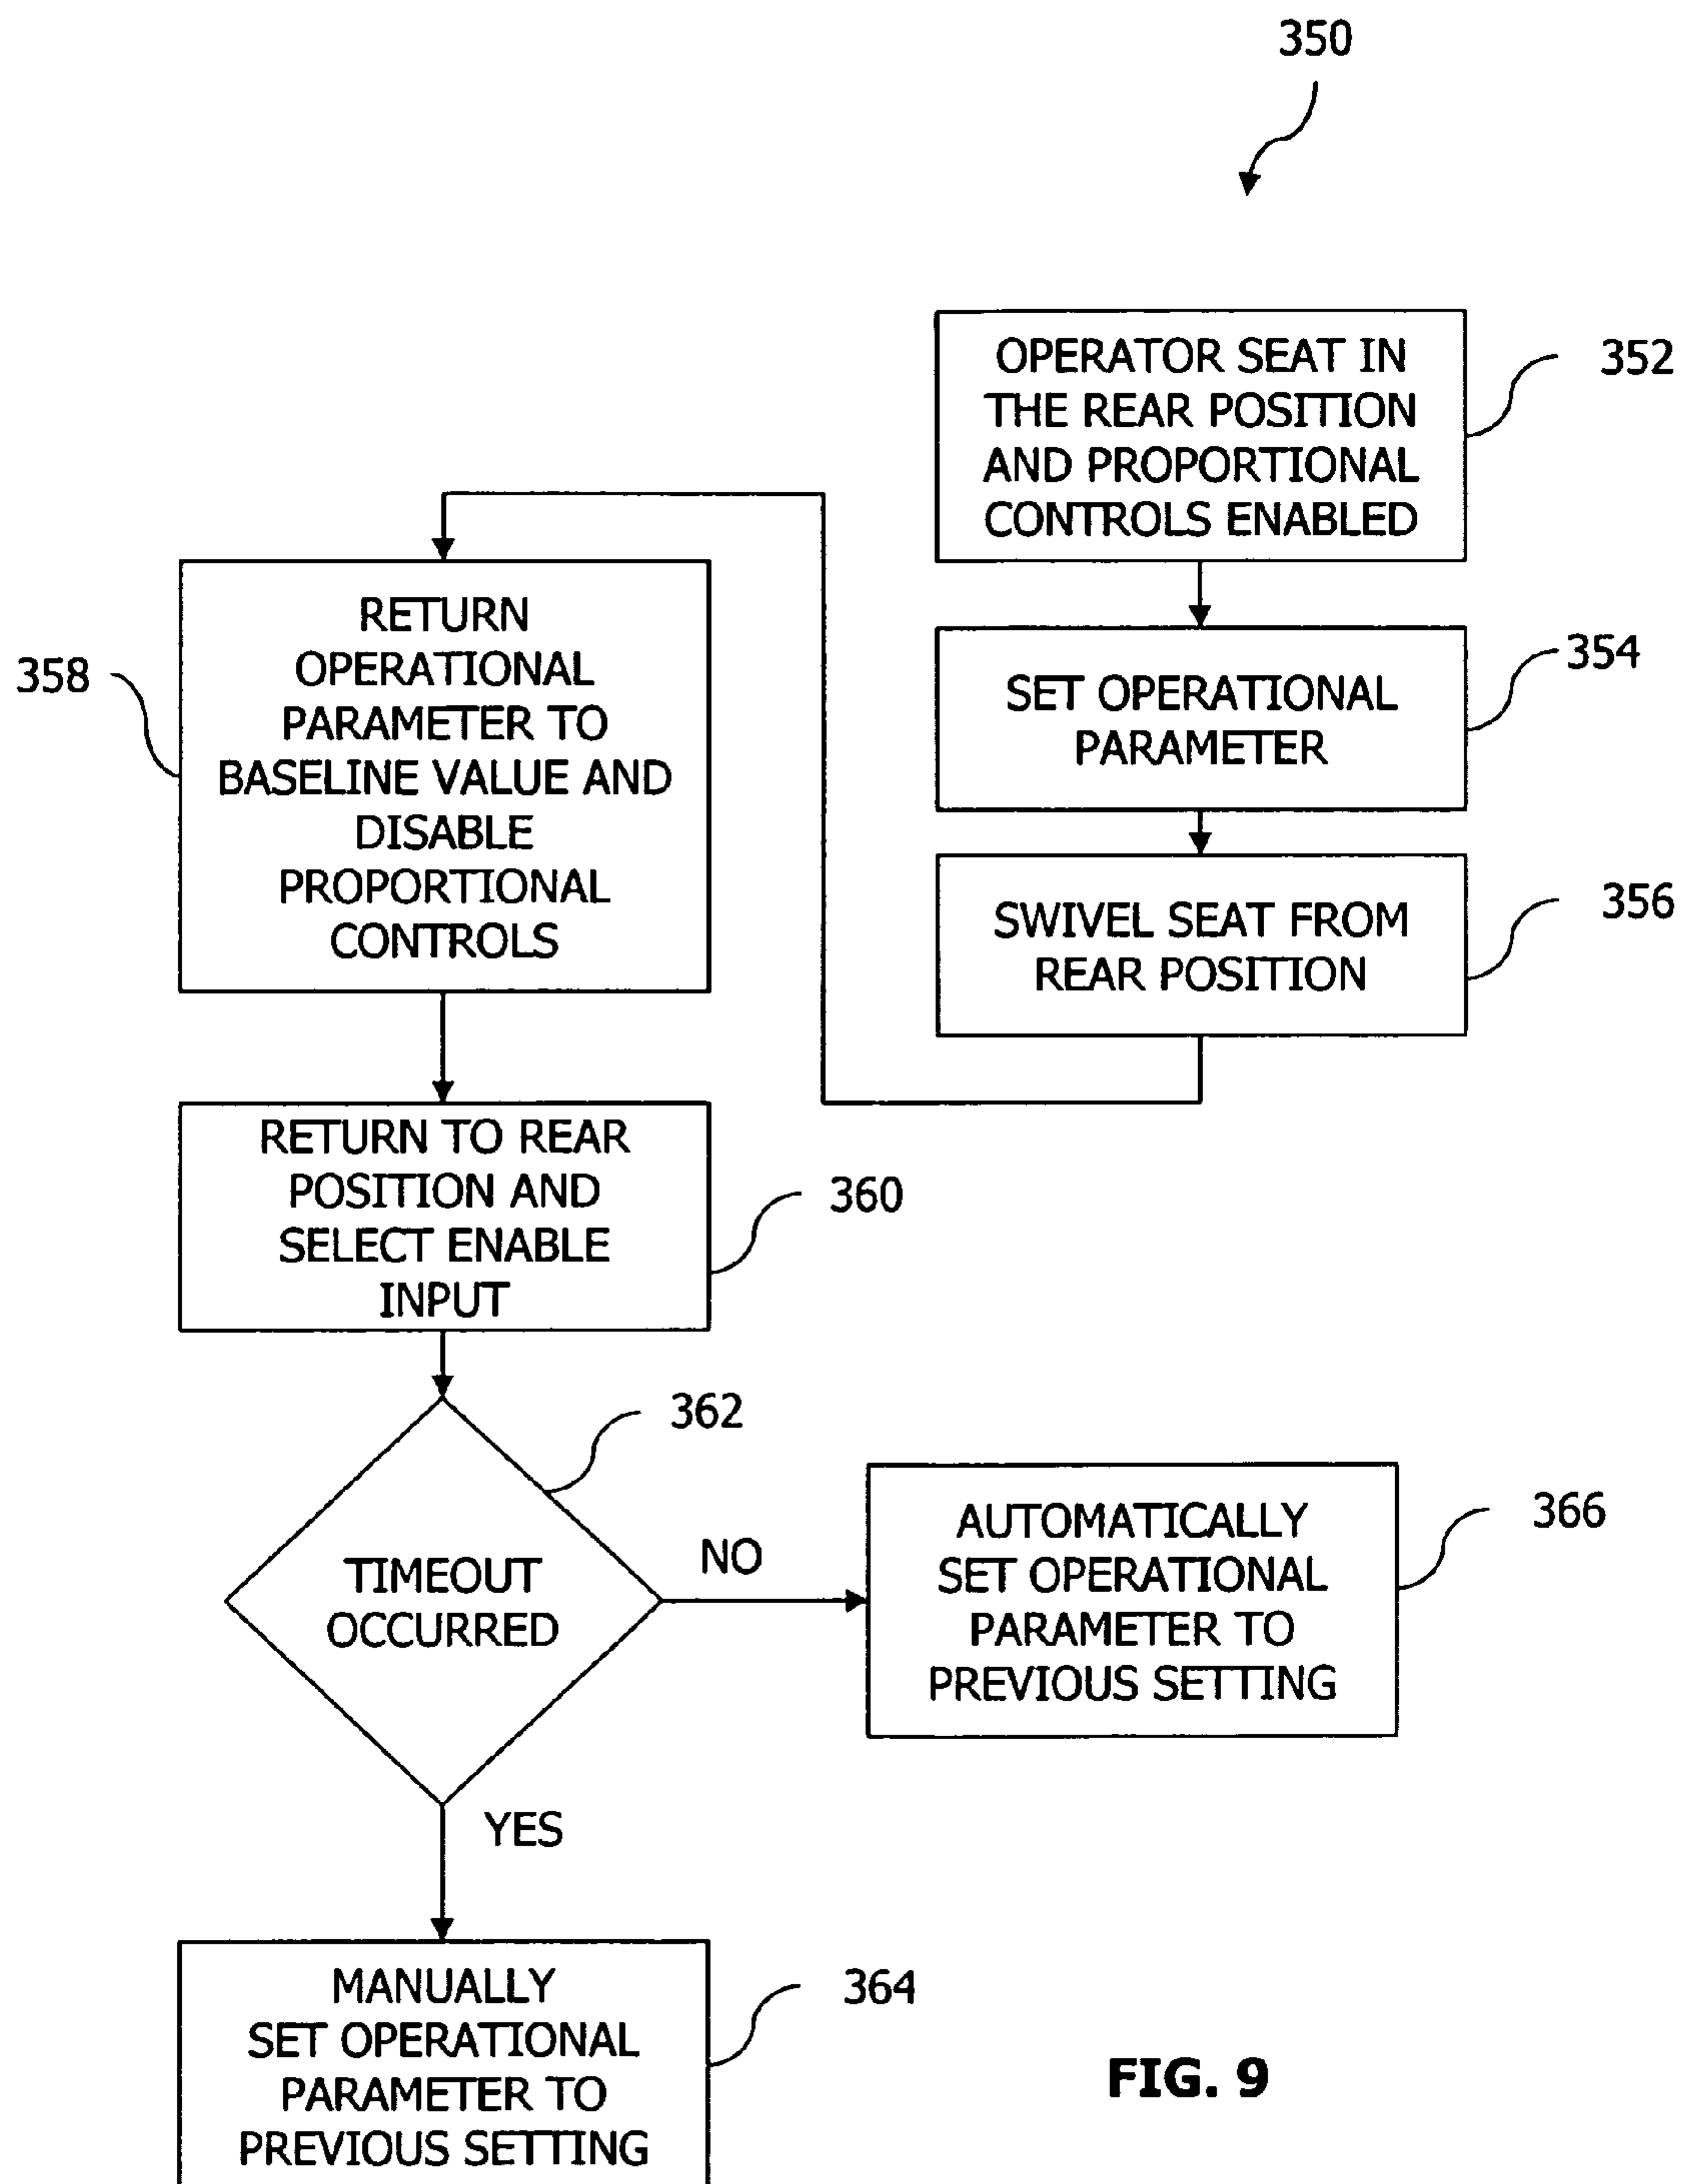 350
OPERATOR SEAT IN
THE REAR POSITION
AND PROPORTIONAL
CONTROLS ENABLED
352
SET OPERATIONAL
PARAMETER
354
SWIVEL SEAT FROM
REAR POSITION
356
RETURN
OPERATIONAL
PARAMETER TO
BASELINE VALUE AND
DISABLE
PROPORTIONAL
CONTROLS
358
RETURN TO REAR
POSITION AND
SELECT ENABLE
INPUT
360
TIMEOUT
OCCURRED
362
NO
AUTOMATICALLY
SET OPERATIONAL
PARAMETER TO
PREVIOUS SETTING
366
YES
MANUALLY
SET OPERATIONAL
PARAMETER TO
PREVIOUS SETTING
364
FIG. 9